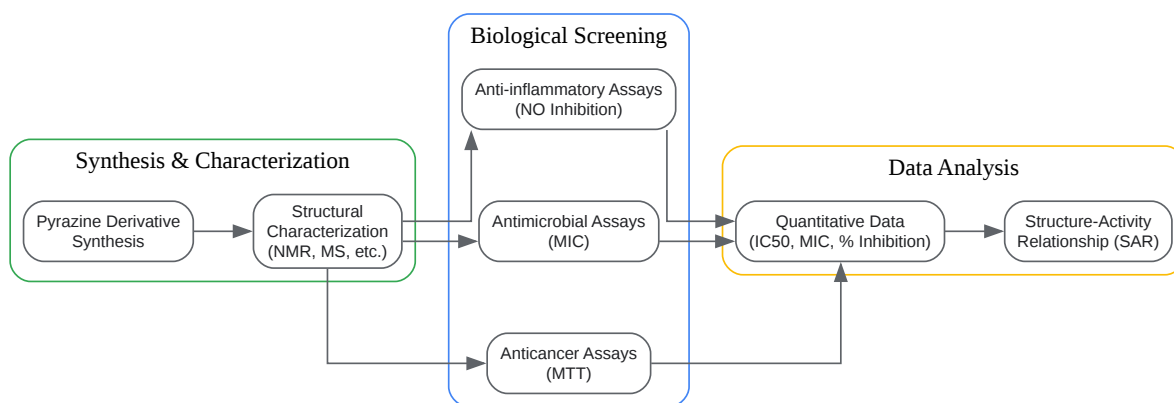 Synthesis & Characterization
Pyrazine Derivative
Synthesis
Structural
Characterization
(NMR, MS, etc.)
Biological Screening
Anti-inflammatory Assays
(NO Inhibition)
Antimicrobial Assays
(MIC)
Anticancer Assays
(MTT)
Data Analysis
Quantitative Data
(IC50, MIC, % Inhibition)
Structure-Activity
Relationship (SAR)